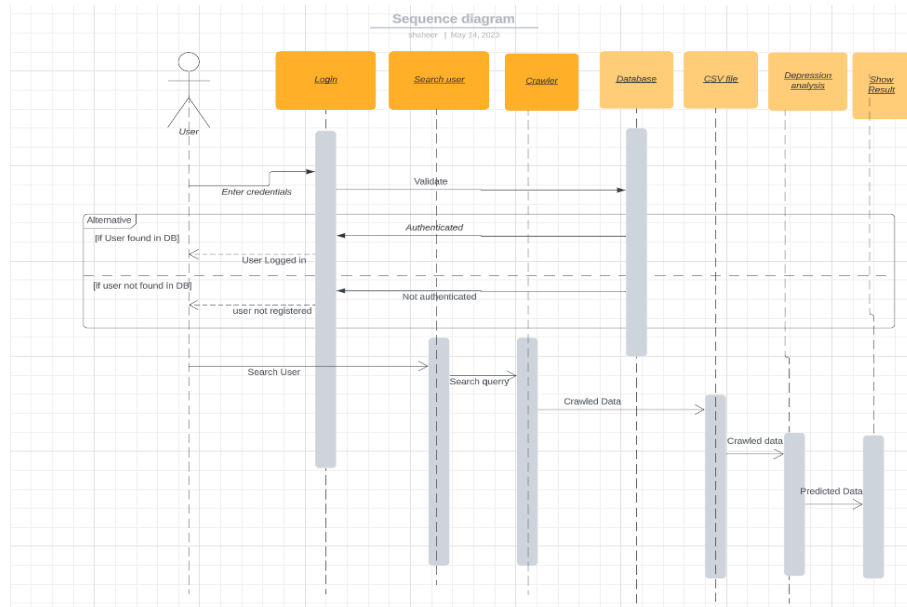 Sequence diagram
shaheer | May 14, 2023
Login
Search user
Crawler
Database
CSV file
Depression
analysis
Show
Result
User
Enter credentials
Validate
Alternative
[if User found in DB]
Authenticated
User Logged in
[if user not found in DB]
Not authenticated
user not registered
Search User
Search querry
Crawled Data
Crawled data
Predicted Data